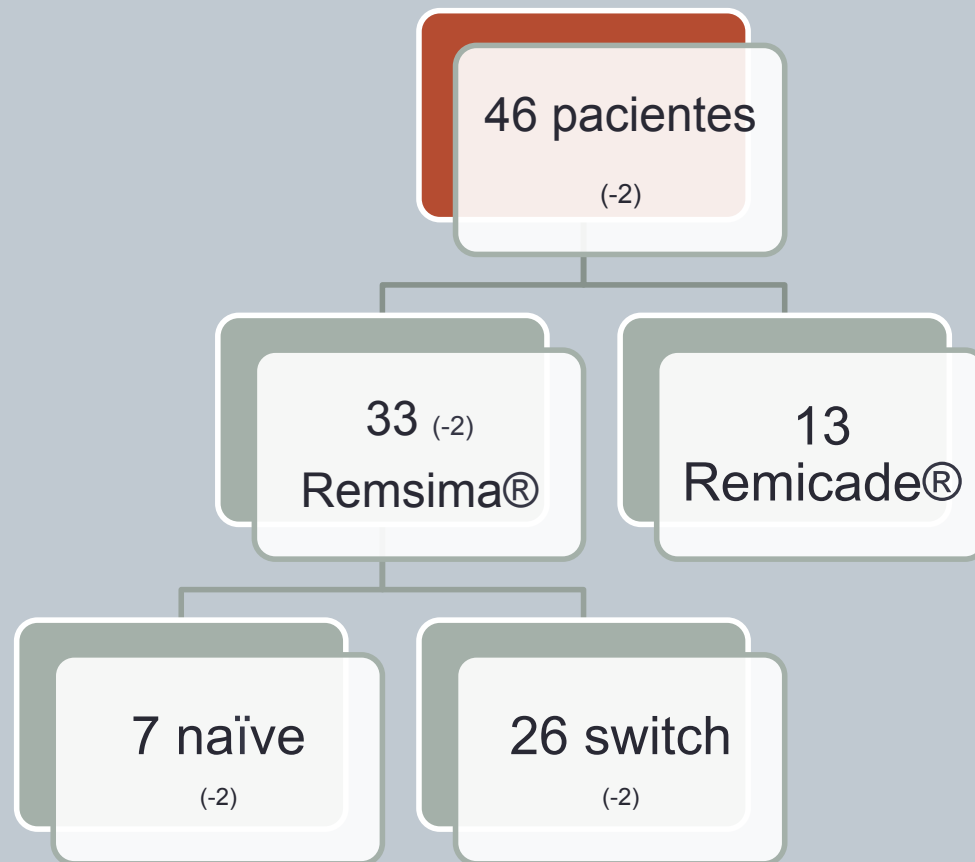 46 pacientes
(-2)
33 (-2)
Remsima®
13
Remicade®
7 naïve
(-2)
26 switch
(-2)